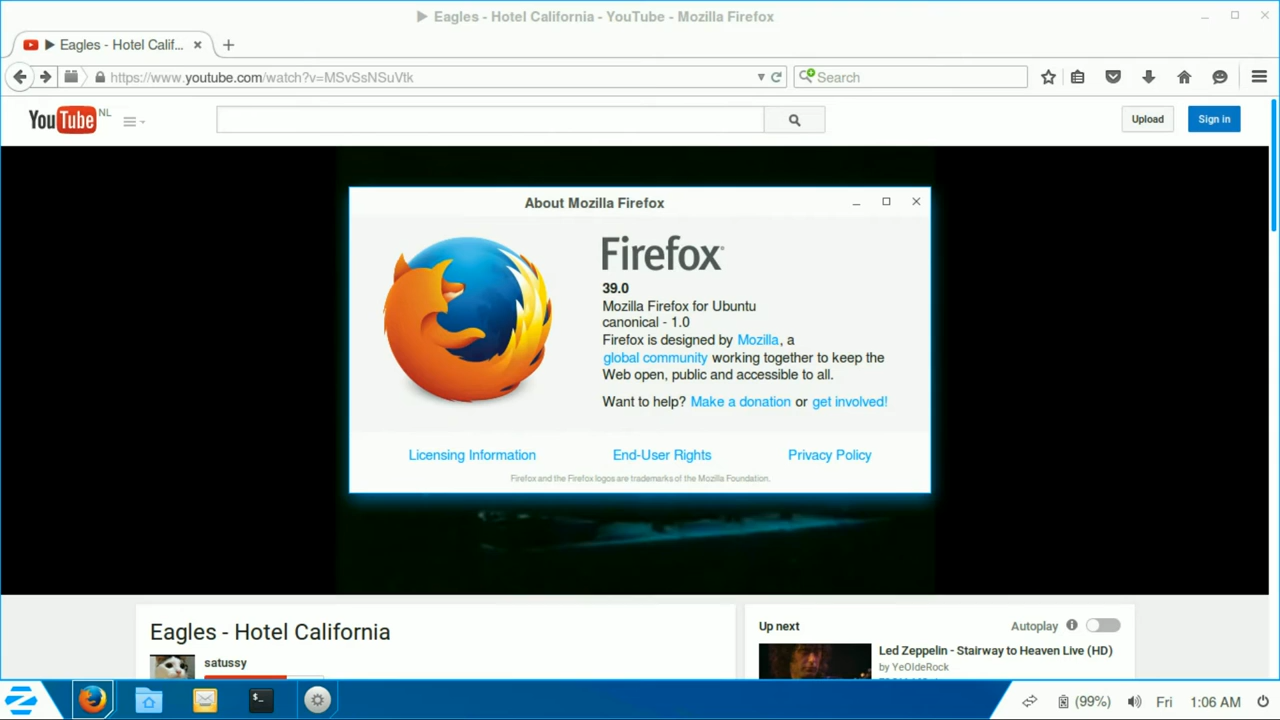 ▶ Eagles - Hotel California - YouTube - Mozilla Firefox
▶ Eagles - Hotel Calif...
https://www.youtube.com/watch?v=MSvSsNSuVtk
Search
YouTube NL
Upload
Sign in
About Mozilla Firefox
Firefox®
39.0
Mozilla Firefox for Ubuntu
canonical - 1.0
Firefox is designed by Mozilla, a
global community working together to keep the
Web open, public and accessible to all.
Want to help? Make a donation or get involved!
Licensing Information
End-User Rights
Privacy Policy
Firefox and the Firefox logos are trademarks of the Mozilla Foundation.
Eagles - Hotel California
satussy
Up next
Autoplay
Led Zeppelin - Stairway to Heaven Live (HD)
by YeOldeRock
(99%)
Fri
1:06 AM